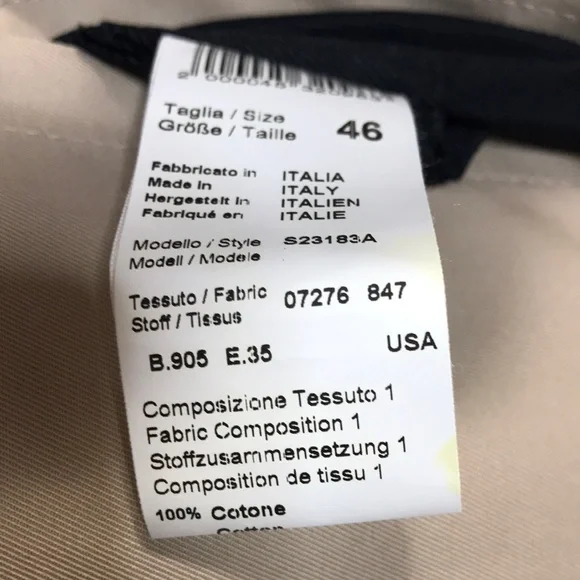 Taglia / Size
Größe / Taille 46
Fabbricato in ITALIA
Made In ITALY
Hergestelt In ITALIEN
Fabriqué en ITALIE
Modello / Style S23183A
Modell / Modele
Tessuto / Fabric 07276 847
Stoff / Tissus
B.905 E.35 USA
Composizione Tessuto 1
Fabric Composition 1
Stoffzusammensetzung 1
Composition de tissu 1
100% Cotone